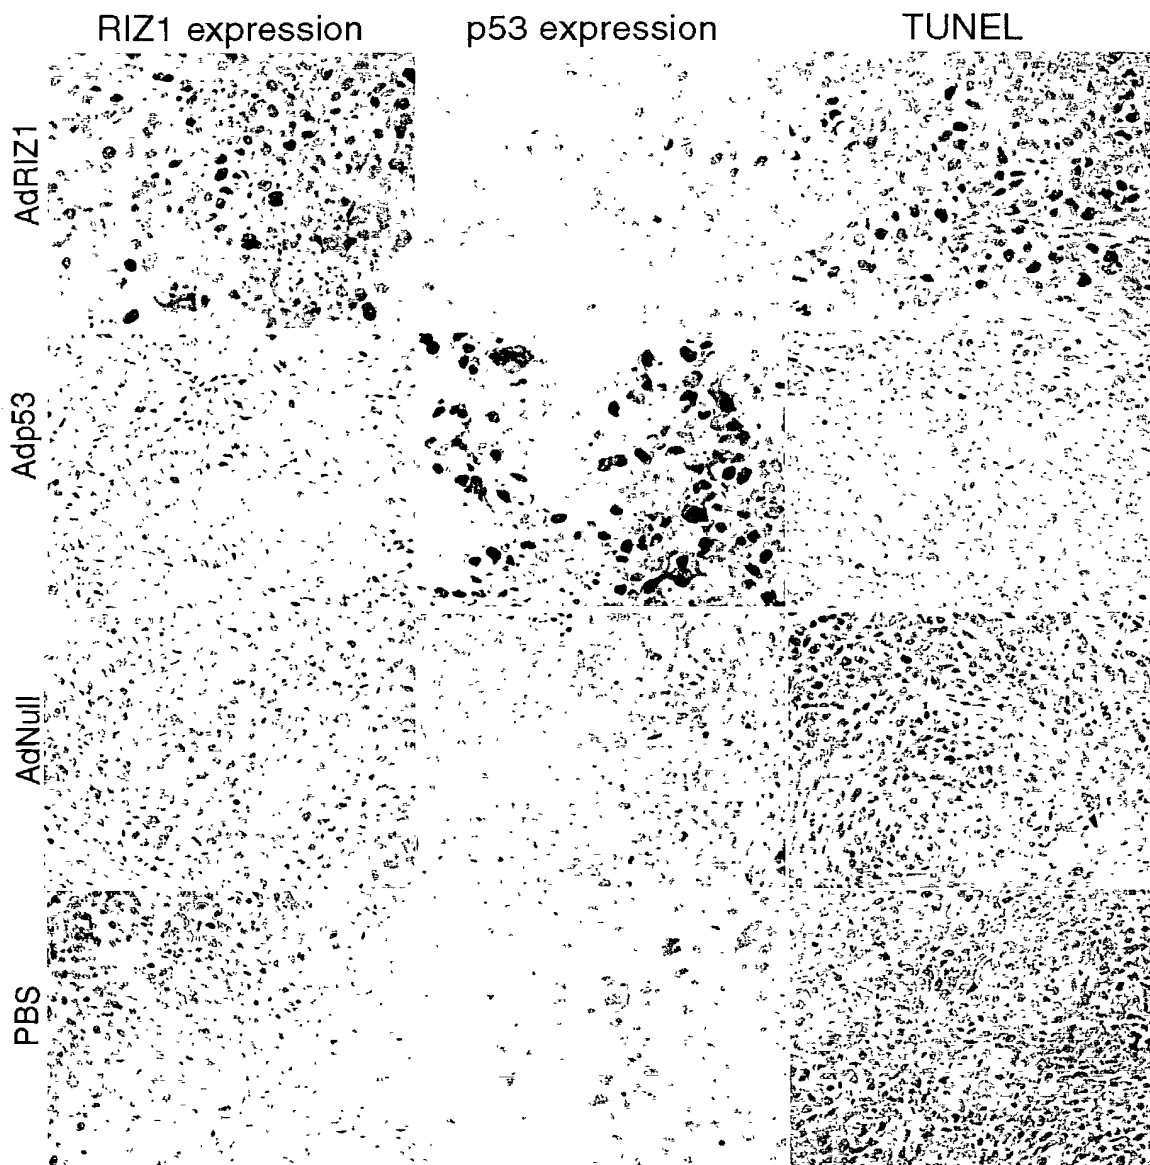 RIZ1 expression
p53 expression
TUNEL
AdRIZ1
Adp53
AdNull
PBS